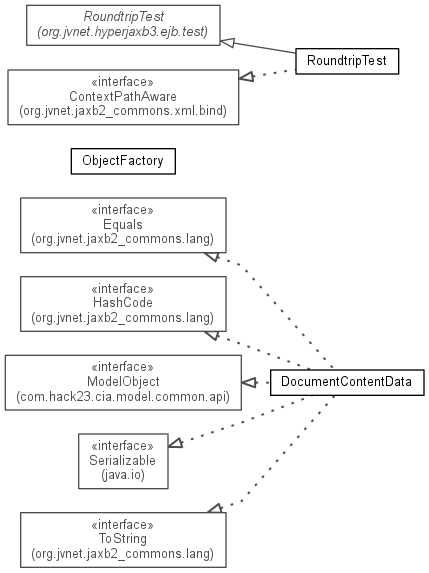 RoundtripTest
(org.jvnet.hyperjaxb3.ejb.test)
RoundtripTest
«interface»
ContextPathAware
(org.jvnet.jaxb2_commons.xml.bind)
ObjectFactory
«interface»
Equals
(org.jvnet.jaxb2_commons.lang)
«interface»
HashCode
(org.jvnet.jaxb2_commons.lang)
«interface»
ModelObject
(com.hack23.cia.model.common.api)
DocumentContentData
«interface»
Serializable
(java.io)
«interface»
ToString
(org.jvnet.jaxb2_commons.lang)